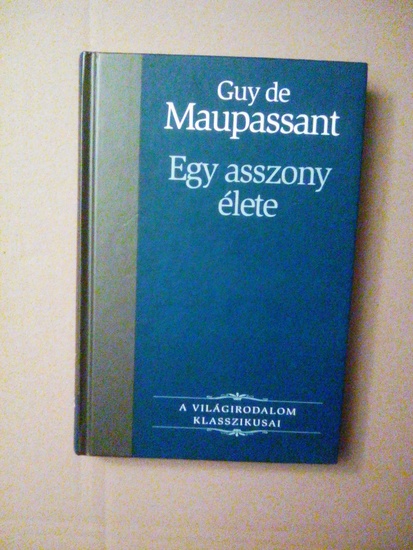 Guy de
Maupassant
Egy asszony
élete
A VILÁGIRODALOM
KLASSZIKUSAI